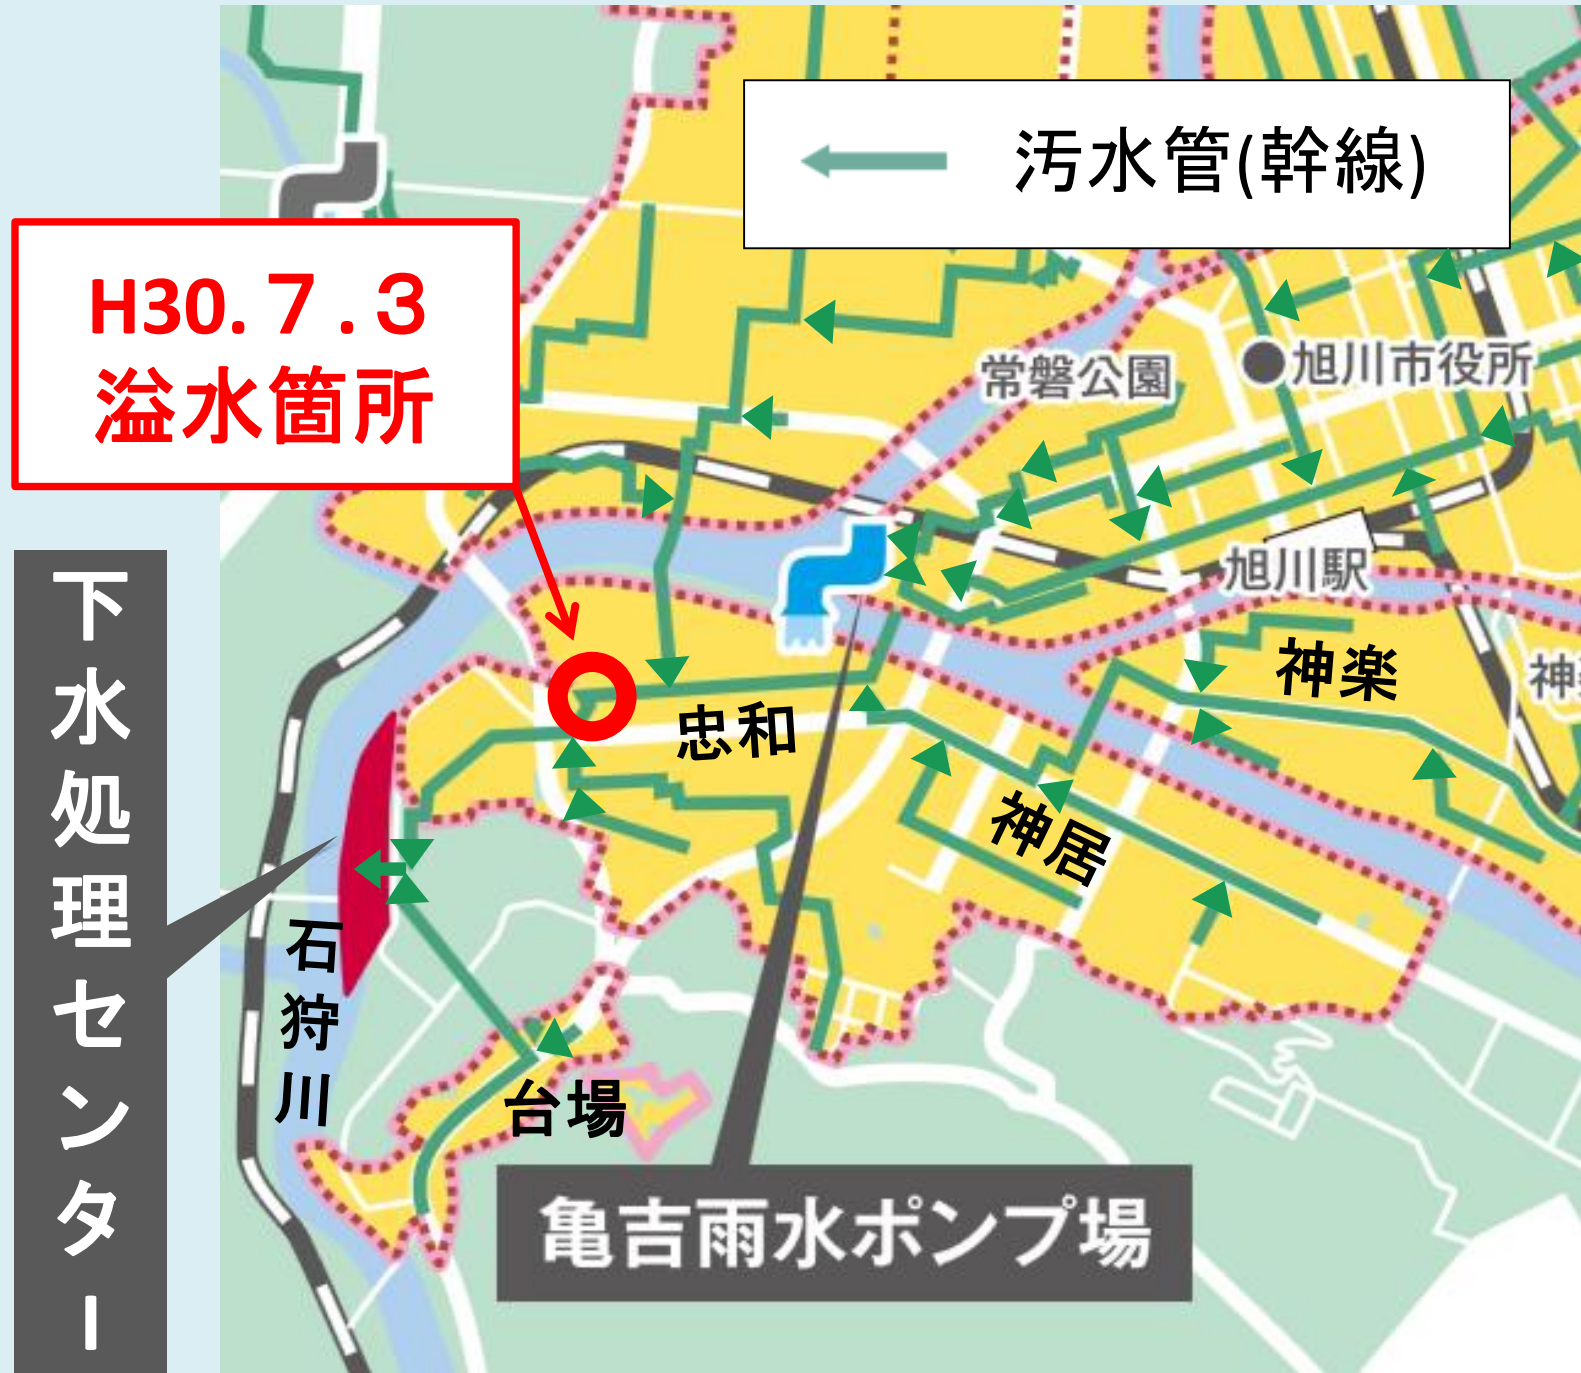 汚水管(幹線)
H30.７.３
溢水箇所
常磐公園
旭川市役所
旭川駅
神楽
忠和
神居
下水処理センター
石狩川
台場
亀吉雨水ポンプ場